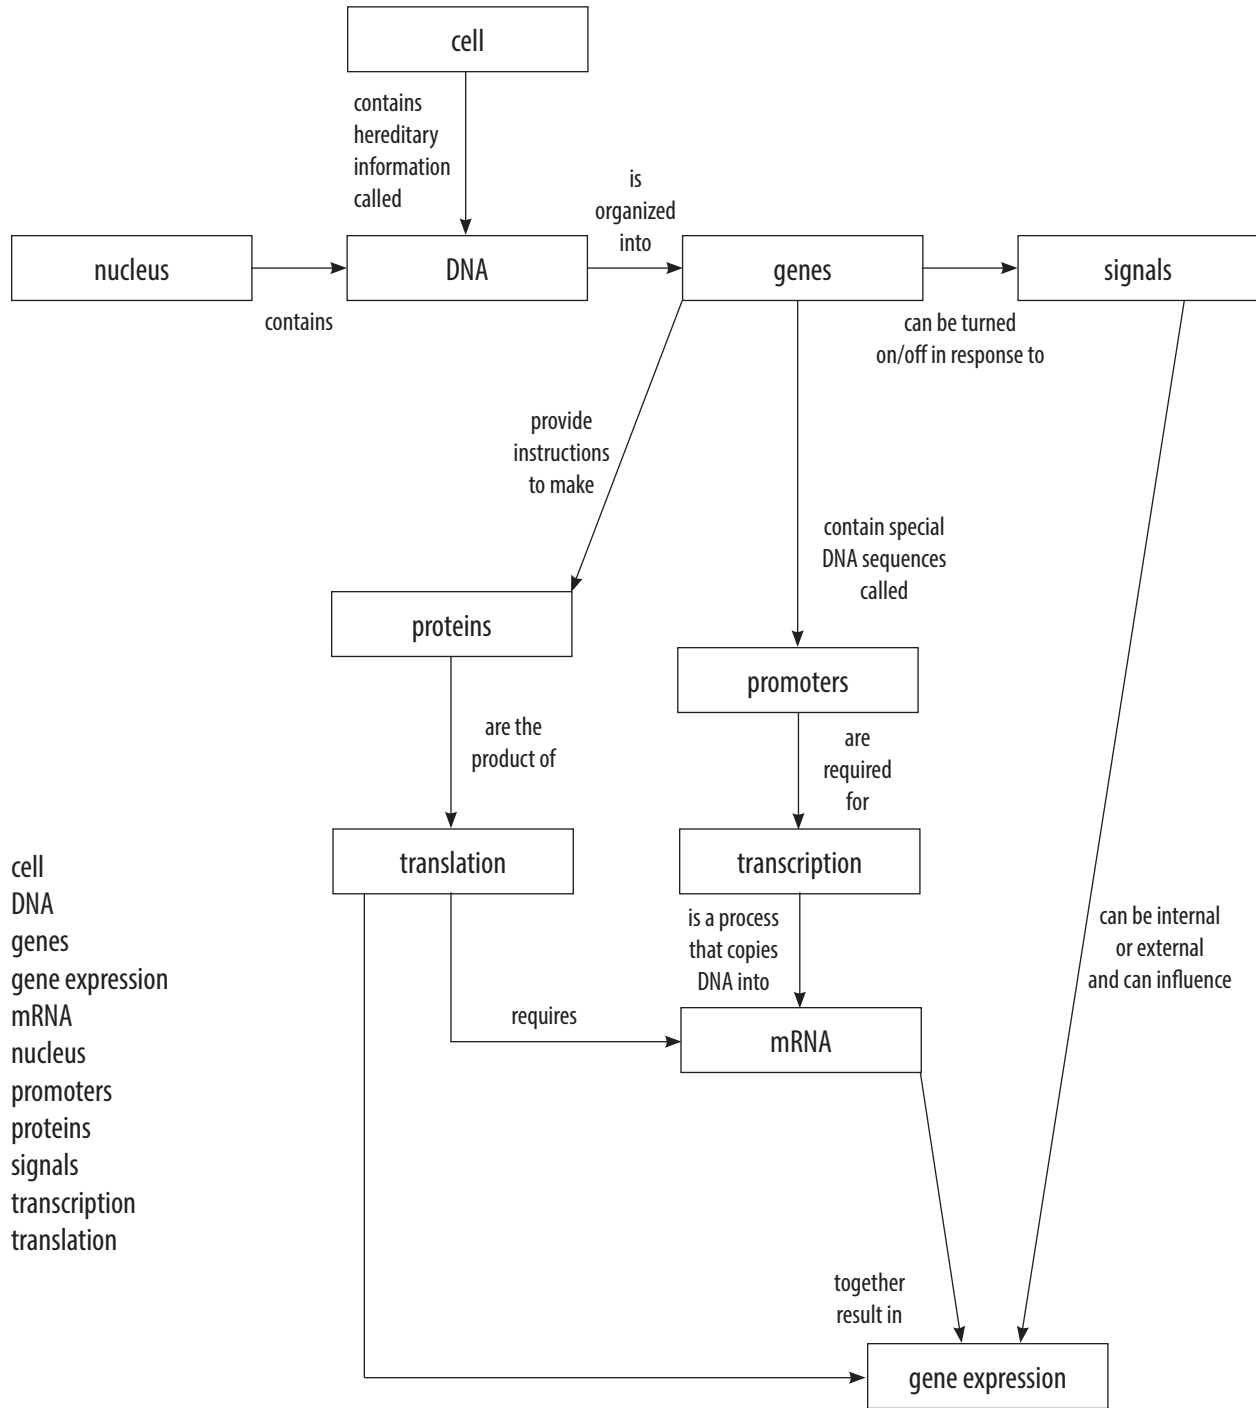 cell
contains
hereditary
information
called
is
organized
into
nucleus
DNA
genes
signals
contains
can be turned
on/off in response to
provide
instructions
to make
contain special
DNA sequences
called
proteins
promoters
are the
product of
are
required
for
translation
transcription
cell
DNA
genes
gene expression
mRNA
nucleus
promoters
proteins
signals
transcription
translation
is a process
that copies
DNA into
can be internal
or external
and can influence
requires
mRNA
together
result in
gene expression